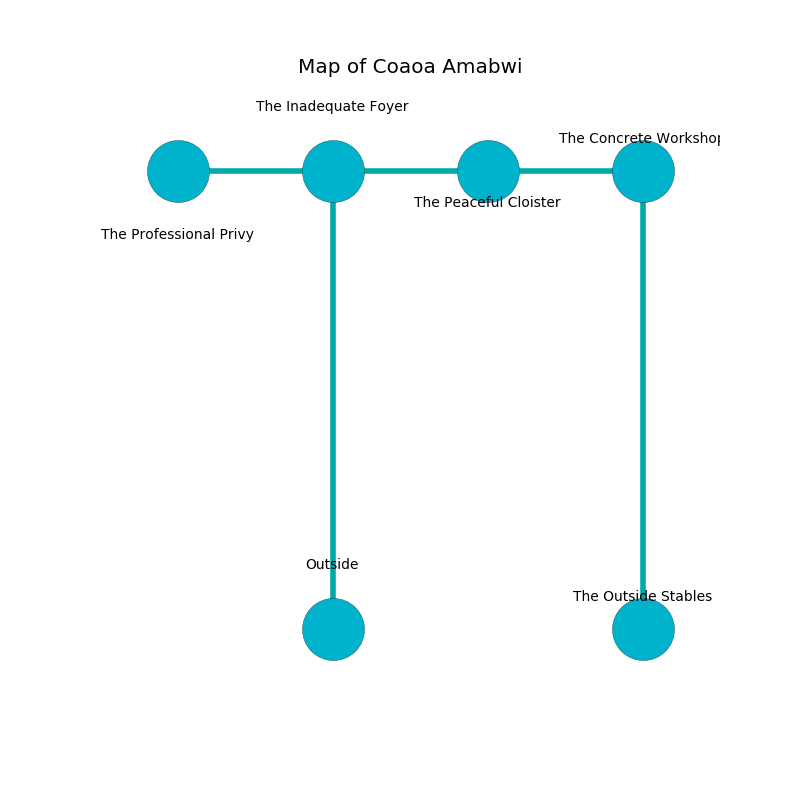 Map of Coaoa Amabwi
The Inadequate Foyer
The Concrete Workshop
The Peaceful Cloister
The Professional Privy
Outside
The Outside Stables